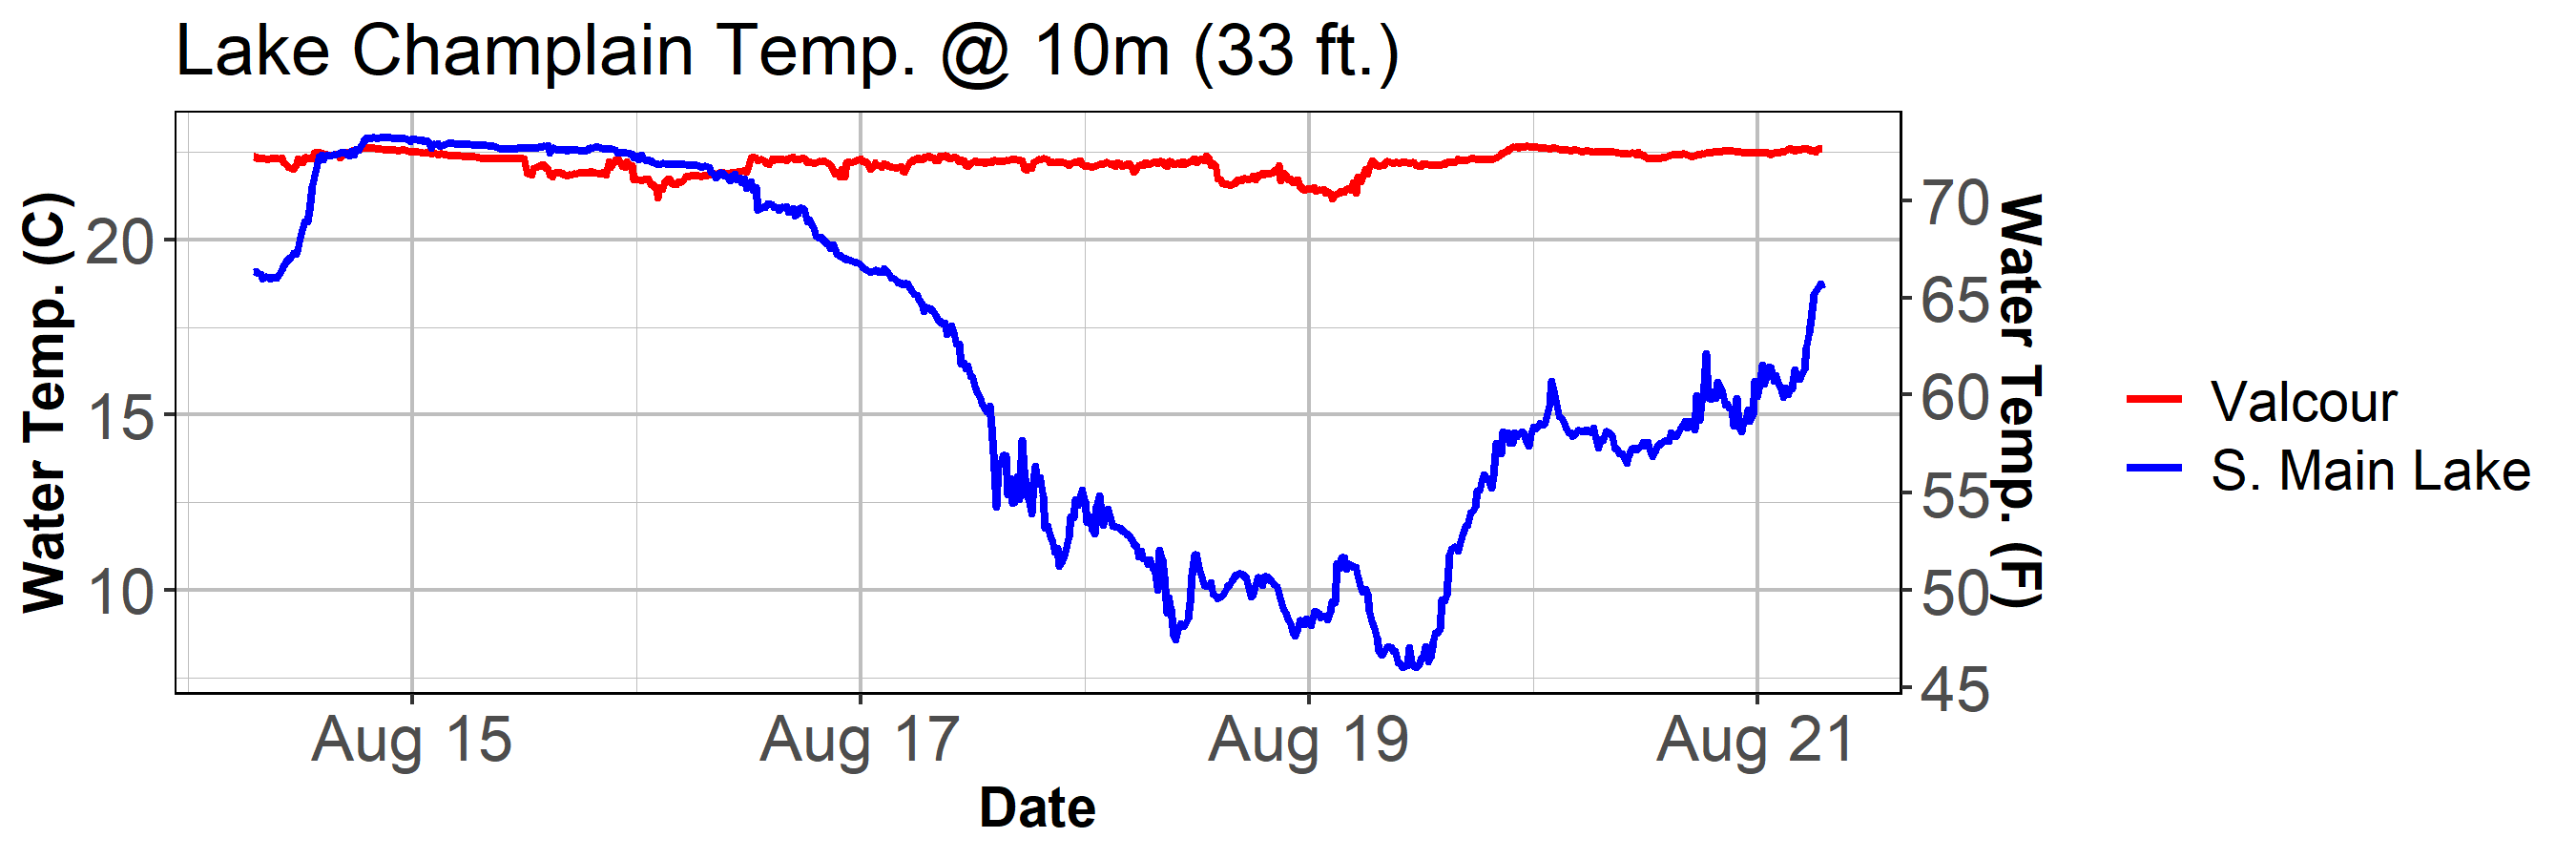 Lake Champlain Temp. @ 10m (33 ft.)
Water Temp. (C)
20
15
10
70
65
60
55
50
45
Water Temp. (F)
Aug 15
Aug 17
Aug 19
Aug 21
Date
Valcour
S. Main Lake